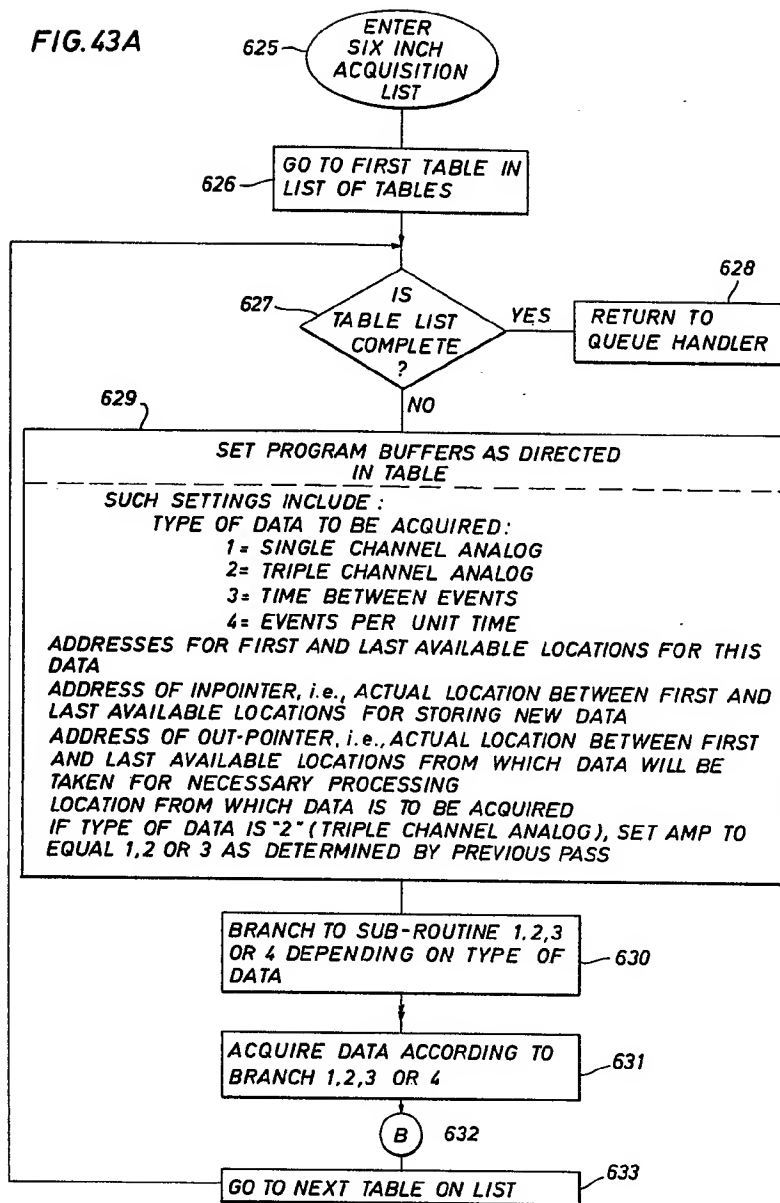 FIG. 43A
625
ENTER
SIX INCH
ACQUISITION
LIST
626
GO TO FIRST TABLE IN
LIST OF TABLES
627
IS
TABLE LIST
COMPLETE
?
YES
628
RETURN TO
QUEUE HANDLER
NO
629
SET PROGRAM BUFFERS AS DIRECTED
IN TABLE
SUCH SETTINGS INCLUDE :
TYPE OF DATA TO BE ACQUIRED:
1= SINGLE CHANNEL ANALOG
2= TRIPLE CHANNEL ANALOG
3= TIME BETWEEN EVENTS
4= EVENTS PER UNIT TIME
ADDRESSES FOR FIRST AND LAST AVAILABLE LOCATIONS FOR THIS
DATA
ADDRESS OF INPOINTER, i.e., ACTUAL LOCATION BETWEEN FIRST AND
LAST AVAILABLE LOCATIONS FOR STORING NEW DATA
ADDRESS OF OUT-POINTER, i.e., ACTUAL LOCATION BETWEEN FIRST
AND LAST AVAILABLE LOCATIONS FROM WHICH DATA WILL BE
TAKEN FOR NECESSARY PROCESSING
LOCATION FROM WHICH DATA IS TO BE ACQUIRED
IF TYPE OF DATA IS "2" (TRIPLE CHANNEL ANALOG), SET AMP TO
EQUAL 1,2 OR 3 AS DETERMINED BY PREVIOUS PASS
BRANCH TO SUB-ROUTINE 1,2,3
OR 4 DEPENDING ON TYPE OF
DATA
630
ACQUIRE DATA ACCORDING TO
BRANCH 1,2,3 OR 4
631
B
632
GO TO NEXT TABLE ON LIST
633